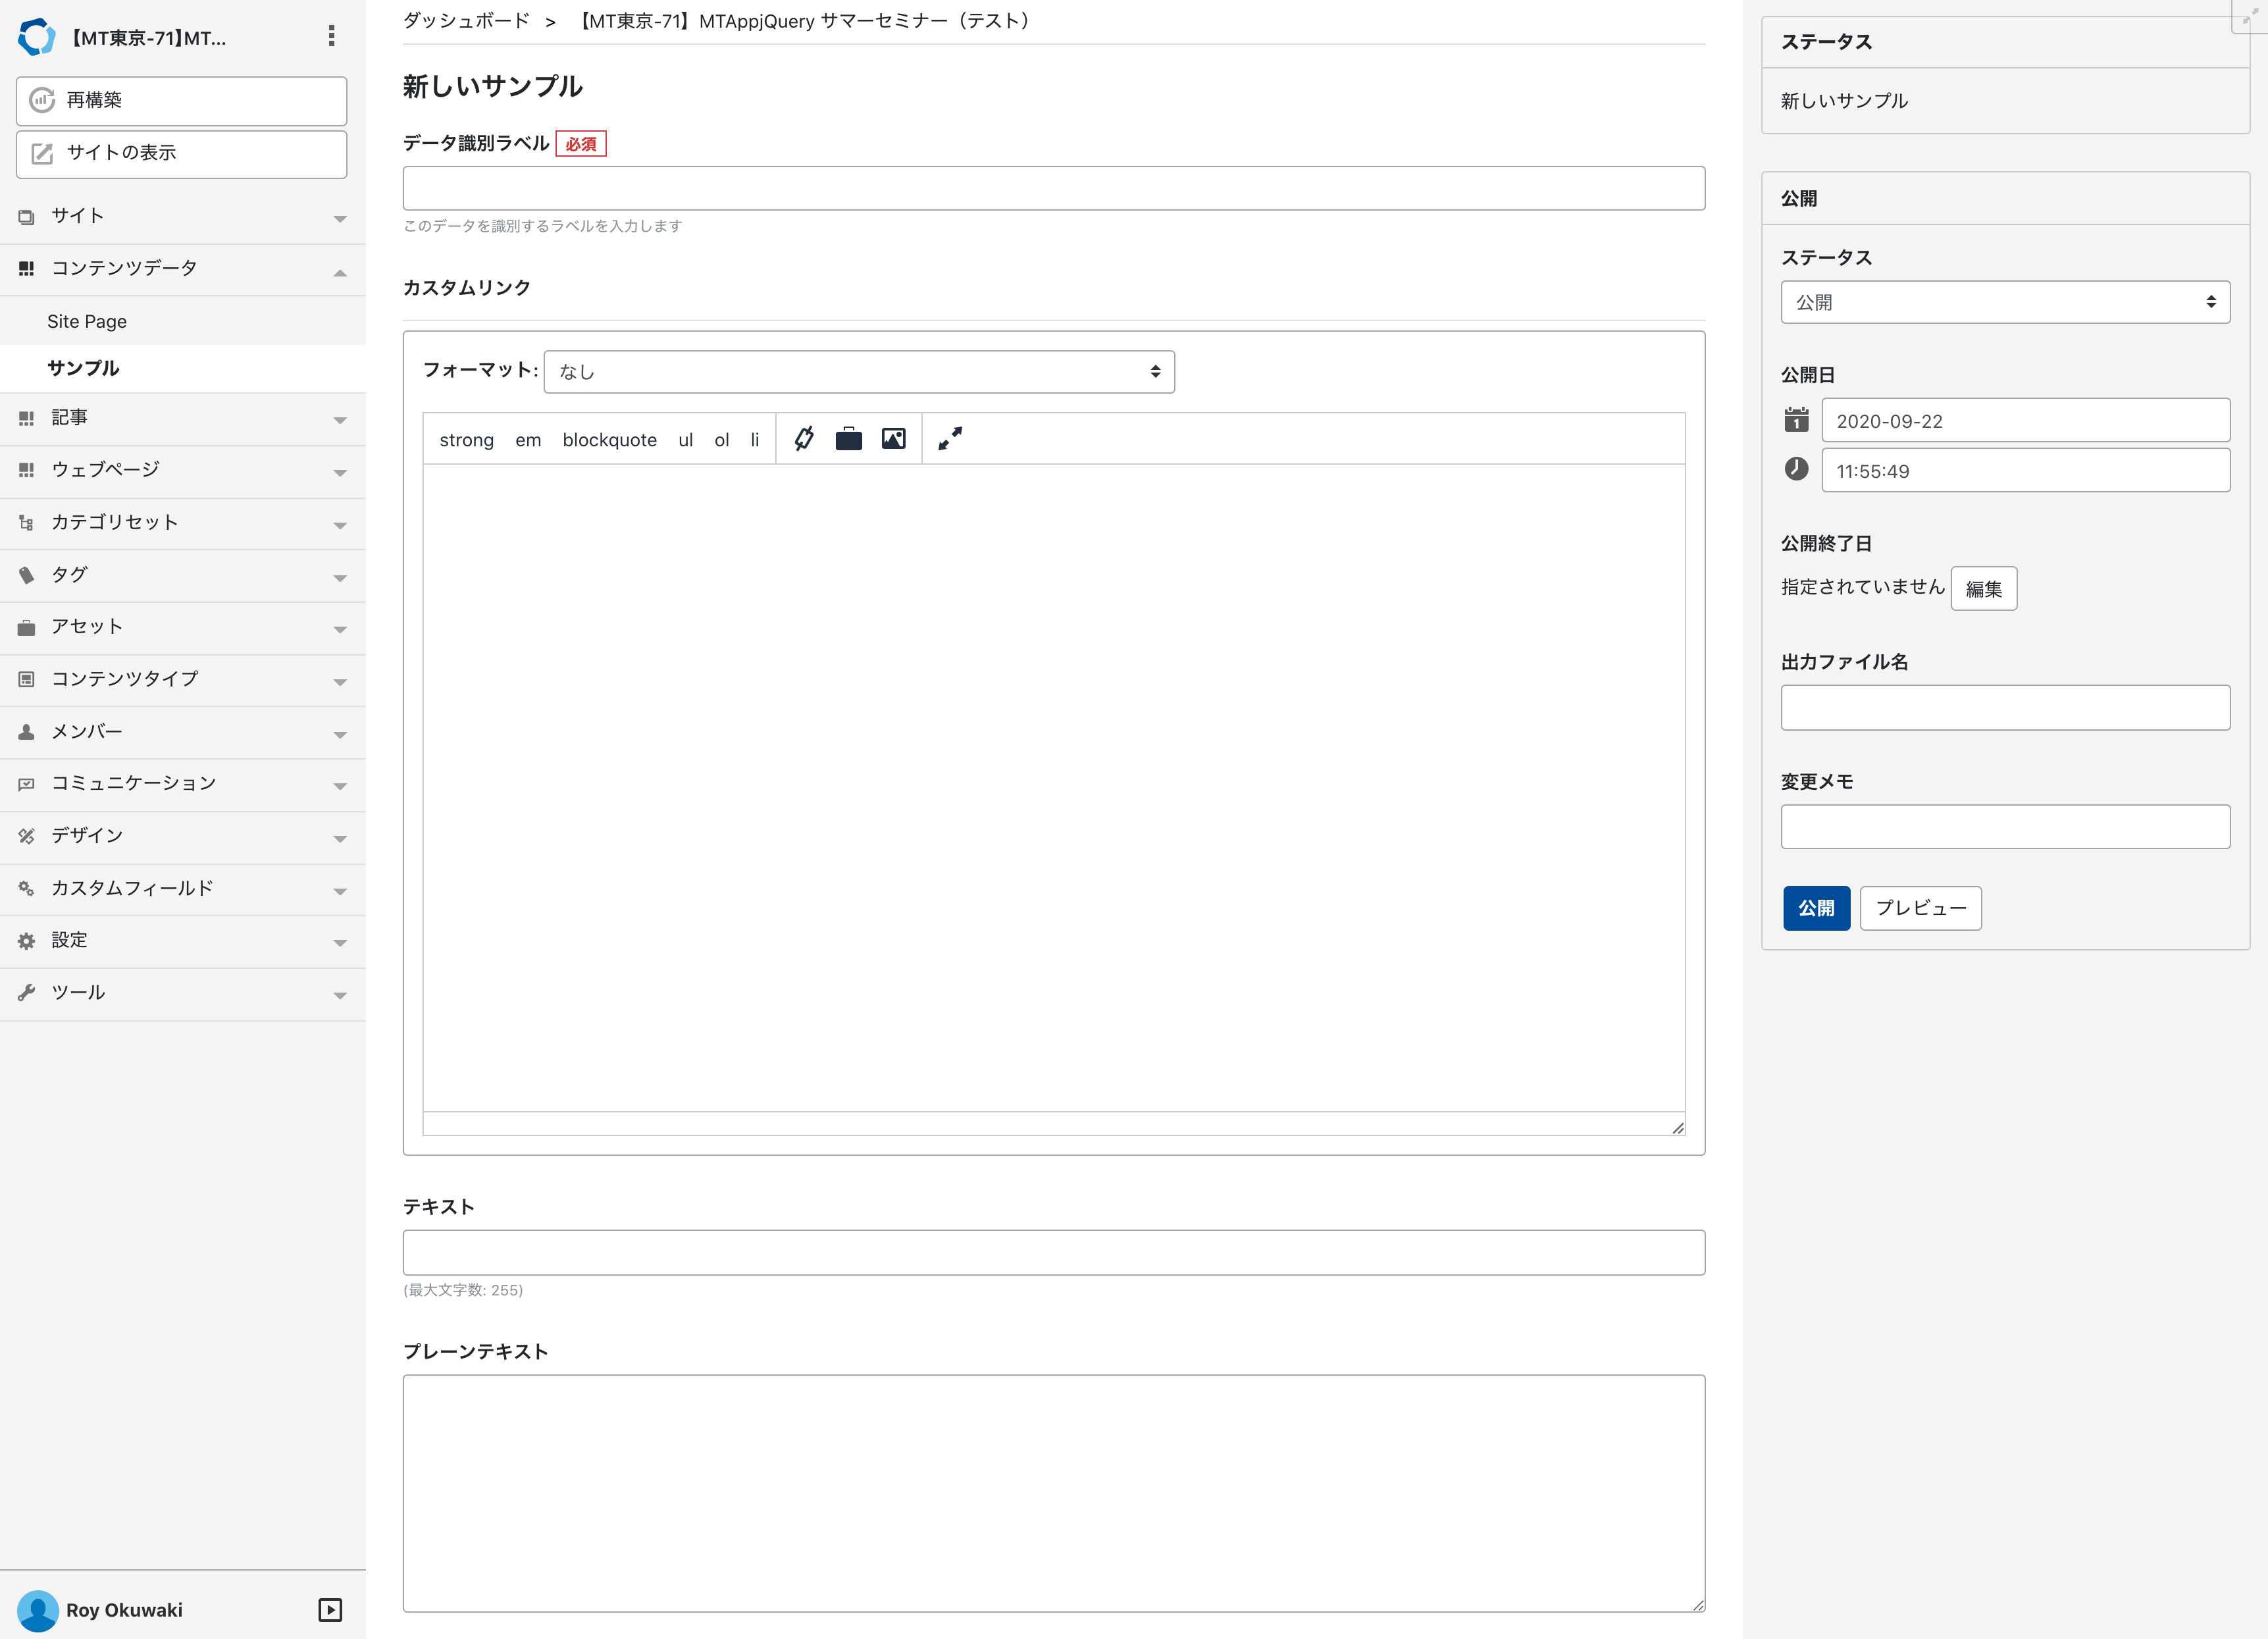 【MT東京-71】MT...
再構築
サイトの表示
サイト
コンテンツデータ
Site Page
サンプル
記事
ウェブページ
カテゴリセット
タグ
アセット
コンテンツタイプ
メンバー
コミュニケーション
デザイン
カスタムフィールド
設定
ツール
Roy Okuwaki
ダッシュボード > 【MT東京-71】MTAppjQuery サマーセミナー（テスト）
新しいサンプル
データ識別ラベル 必須
このデータを識別するラベルを入力します
カスタムリンク
フォーマット: なし
strong em blockquote ul ol li
テキスト
(最大文字数: 255)
プレーンテキスト
ステータス
新しいサンプル
公開
ステータス
公開
公開日
1 2020-09-22
11:55:49
公開終了日
指定されていません 編集
出力ファイル名
変更メモ
公開 プレビュー